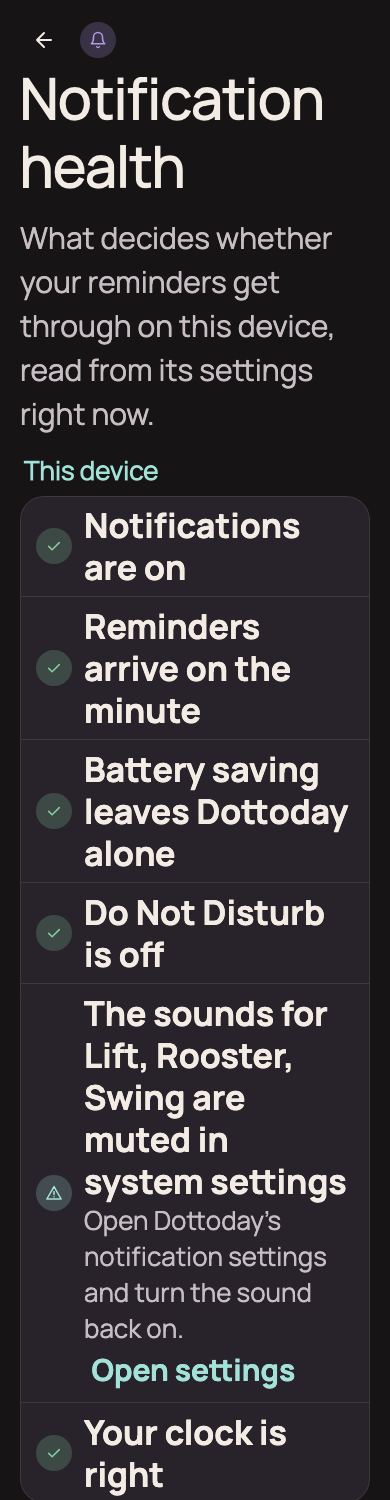 Notification
health
What decides whether
your reminders get
through on this device,
read from its settings
right now.
This device
Notifications
are on
Reminders
arrive on the
minute
Battery saving
leaves Dottoday
alone
Do Not Disturb
is off
The sounds for
Lift, Rooster,
Swing are
muted in
system settings
Open Dottoday's
notification settings
and turn the sound
back on.
Open settings
Your clock is
right